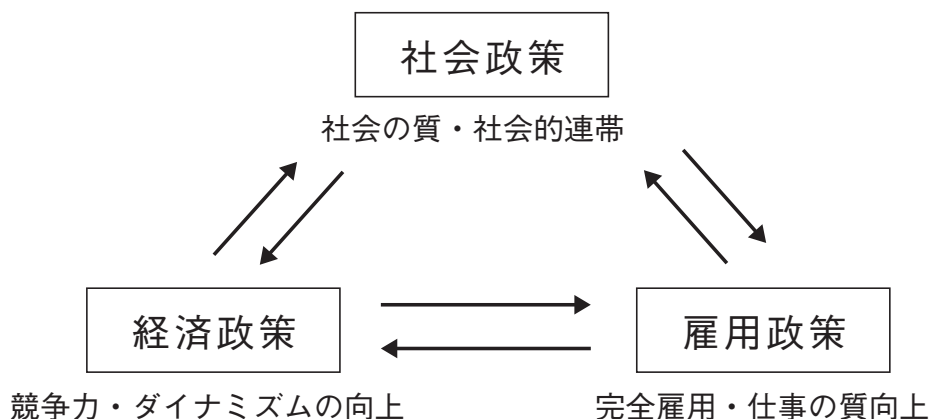 社会政策
社会の質・社会的連帯
経済政策
雇用政策
競争力・ダイナミズムの向上
完全雇用・仕事の質向上